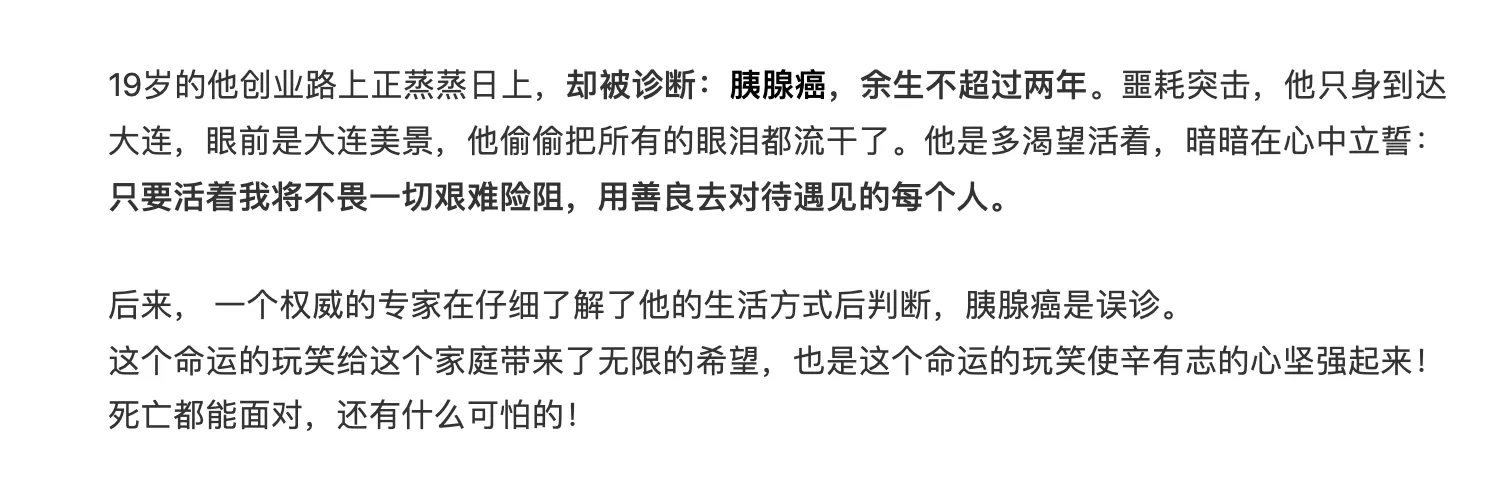 19岁的他创业路上正蒸蒸日上，却被诊断：胰腺癌，余生不超过两年。噩耗突击，他只身到达
大连，眼前是大连美景，他偷偷把所有的眼泪都流干了。他是多渴望活着，暗暗在心中立誓：
只要活着我将不畏一切艰难险阻，用善良去对待遇见的每个人。
后来， 一个权威的专家在仔细了解了他的生活方式后判断，胰腺癌是误诊。
这个命运的玩笑给这个家庭带来了无限的希望，也是这个命运的玩笑使辛有志的心坚强起来！
死亡都能面对，还有什么可怕的！